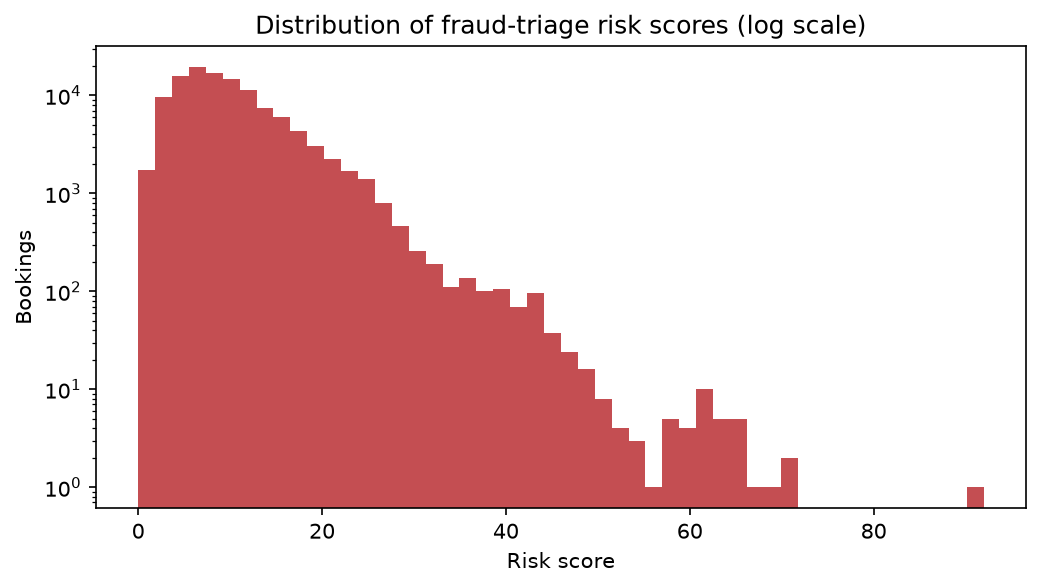 Distribution of fraud-triage risk scores (log scale)
Bookings
10⁴
10³
10²
10¹
10⁰
0 20 40 60 80
Risk score